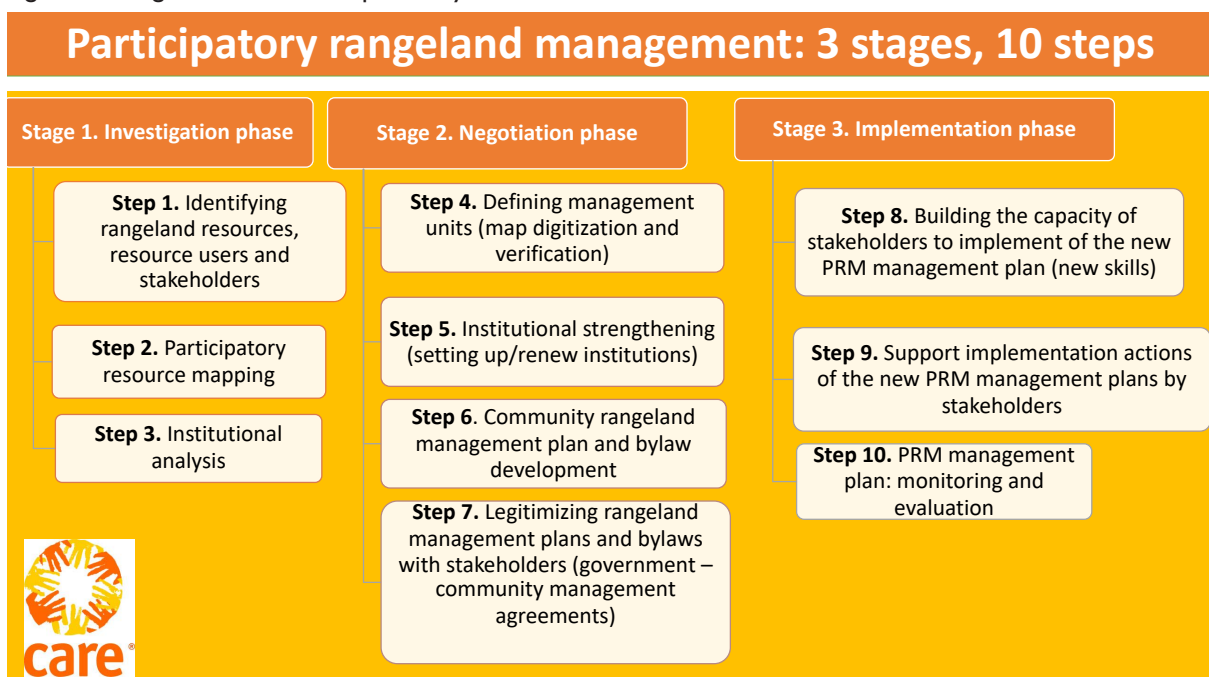 Participatory rangeland management: 3 stages, 10 steps
Stage 1. Investigation phase
Step 1. Identifying
rangeland resources,
resource users and
stakeholders
Step 2. Participatory
resource mapping
Step 3. Institutional
analysis
Stage 2. Negotiation phase
Step 4. Defining management
units (map digitization and
verification)
Step 5. Institutional strengthening
(setting up/renew institutions)
Step 6. Community rangeland
management plan and bylaw
development
Step 7. Legitimizing rangeland
management plans and bylaws
with stakeholders (government –
community management
agreements)
Stage 3. Implementation phase
Step 8. Building the capacity of
stakeholders to implement of the new
PRM management plan (new skills)
Step 9. Support implementation actions
of the new PRM management plans by
stakeholders
Step 10. PRM management
plan: monitoring and
evaluation
care®